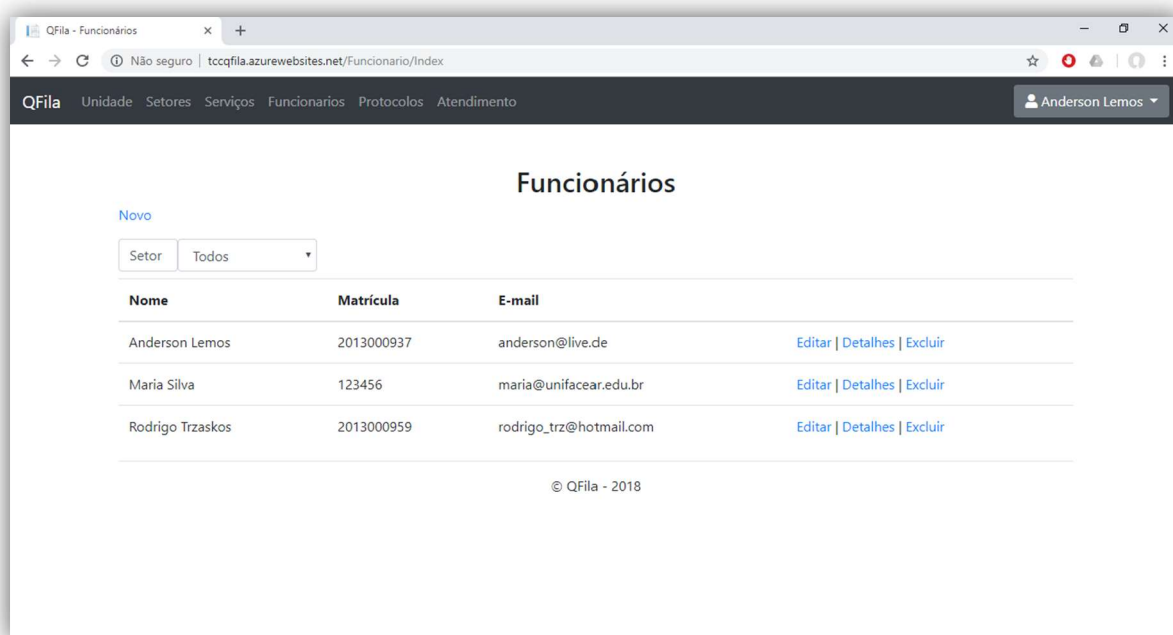 QFila - Funcionários
Não seguro | tccqfila.azurewebsites.net/Funcionario/Index
QFila Unidade Setores Serviços Funcionarios Protocolos Atendimento Anderson Lemos
Funcionários
Novo
Setor Todos
Nome Matrícula E-mail
Anderson Lemos 2013000937 anderson@live.de Editar | Detalhes | Excluir
Maria Silva 123456 maria@unifacear.edu.br Editar | Detalhes | Excluir
Rodrigo Trzaskos 2013000959 rodrigo_trz@hotmail.com Editar | Detalhes | Excluir
© QFila - 2018